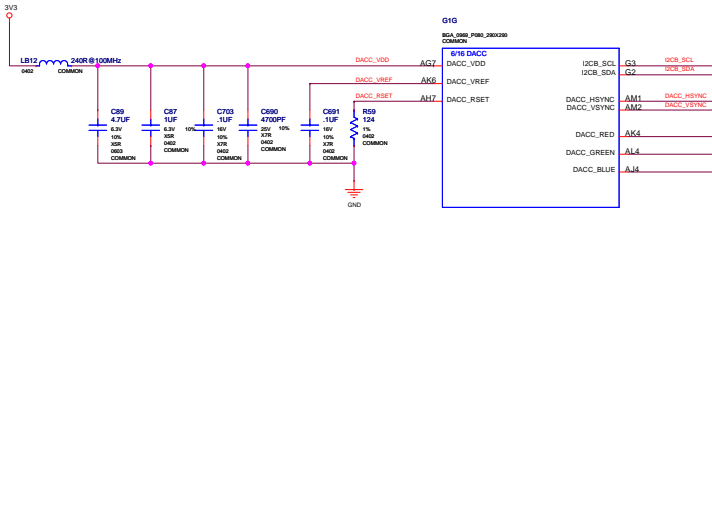 3V3
G1G
BGA_0969_P080_290X290
COMMON
LB12
240R@100MHz
0402
COMMON
6/16 DACC
DACC_VDD
AG7
DACC_VDD
I2CB_SCL
G3
I2CB_SCL
I2CB_SDA
G2
I2CB_SDA
DACC_VREF
AK6
DACC_VREF
DACC_RSET
AH7
DACC_RSET
DACC_HSYNC
AM1
DACC_HSYNC
DACC_VSYNC
AM2
DACC_VSYNC
DACC_RED
AK4
DACC_GREEN
AL4
DACC_BLUE
AJ4
C89
4.7UF
6.3V
10%
X5R
0603
COMMON
C87
1UF
6.3V
10%
X5R
0402
COMMON
C703
.1UF
16V
10%
X7R
0402
COMMON
C690
4700PF
25V
10%
X7R
0402
COMMON
C691
.1UF
16V
10%
X7R
0402
COMMON
R59
124
1%
0402
COMMON
GND